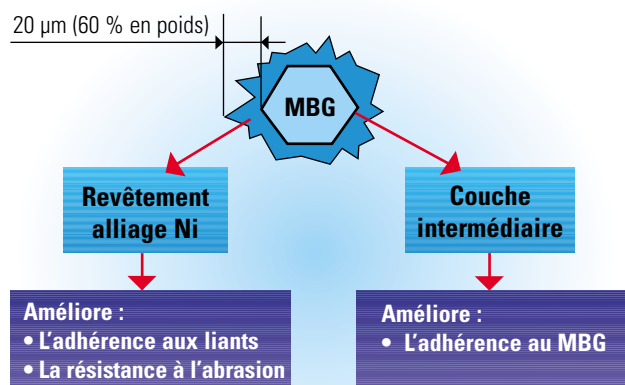 20 µm (60 % en poids)
MBG
Revêtement
alliage Ni
Couche
intermédiaire
Améliore :
• L'adhérence aux liants
• La résistance à l'abrasion
Améliore :
• L'adhérence au MBG